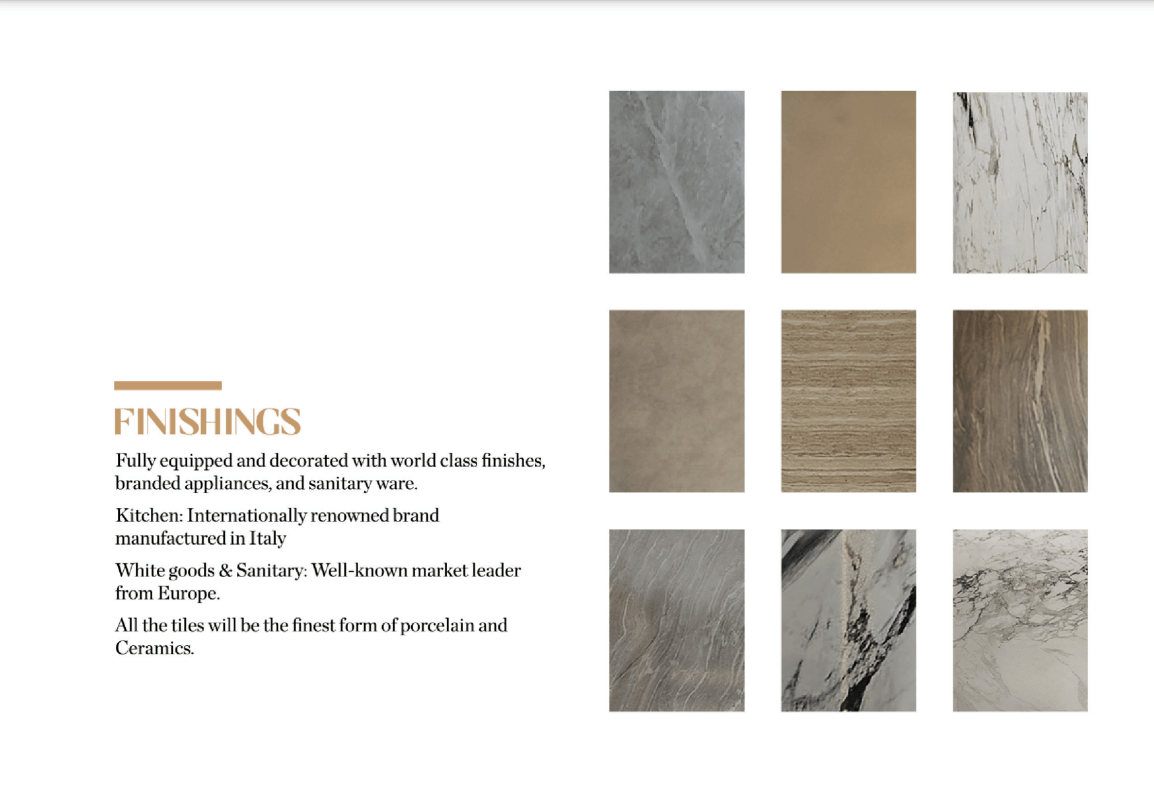 FINISHINGS
Fully equipped and decorated with world class finishes,
branded appliances, and sanitary ware.
Kitchen: Internationally renowned brand
manufactured in Italy
White goods & Sanitary: Well-known market leader
from Europe.
All the tiles will be the finest form of porcelain and
Ceramics.